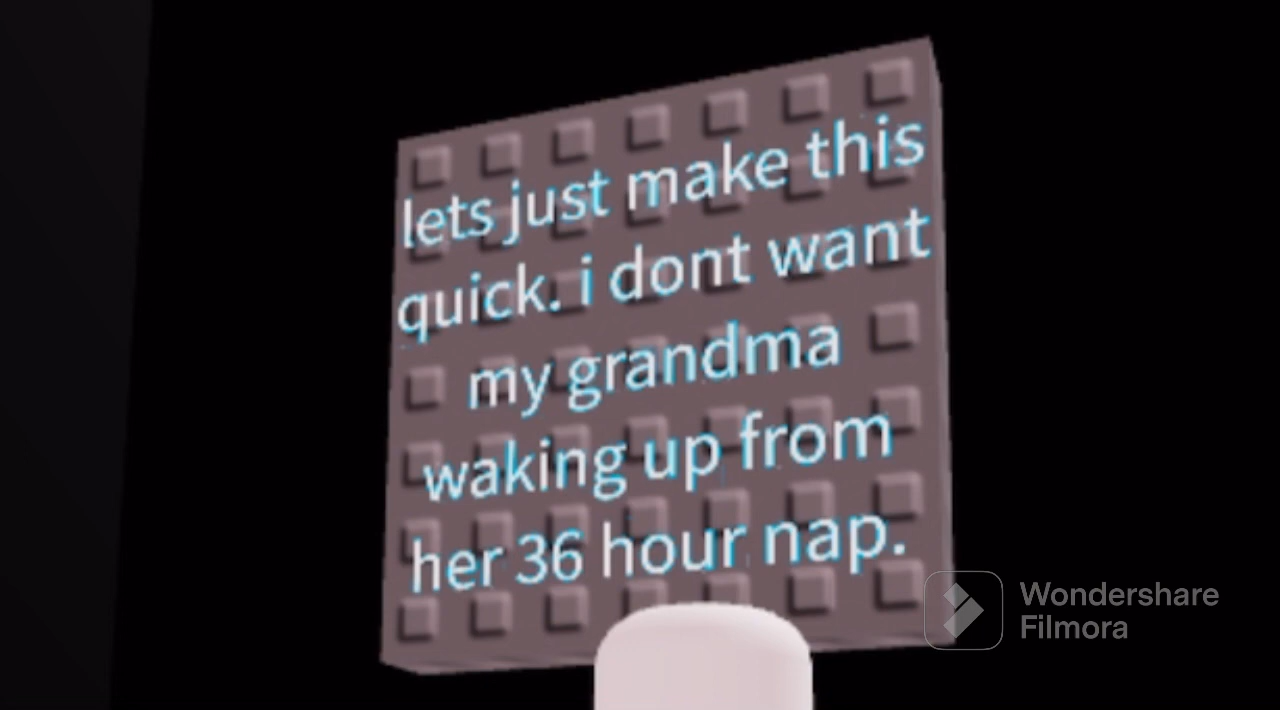 lets just make this
quick. i dont want
my grandma
waking up from
her 36 hour nap.
Wondershare
Filmora